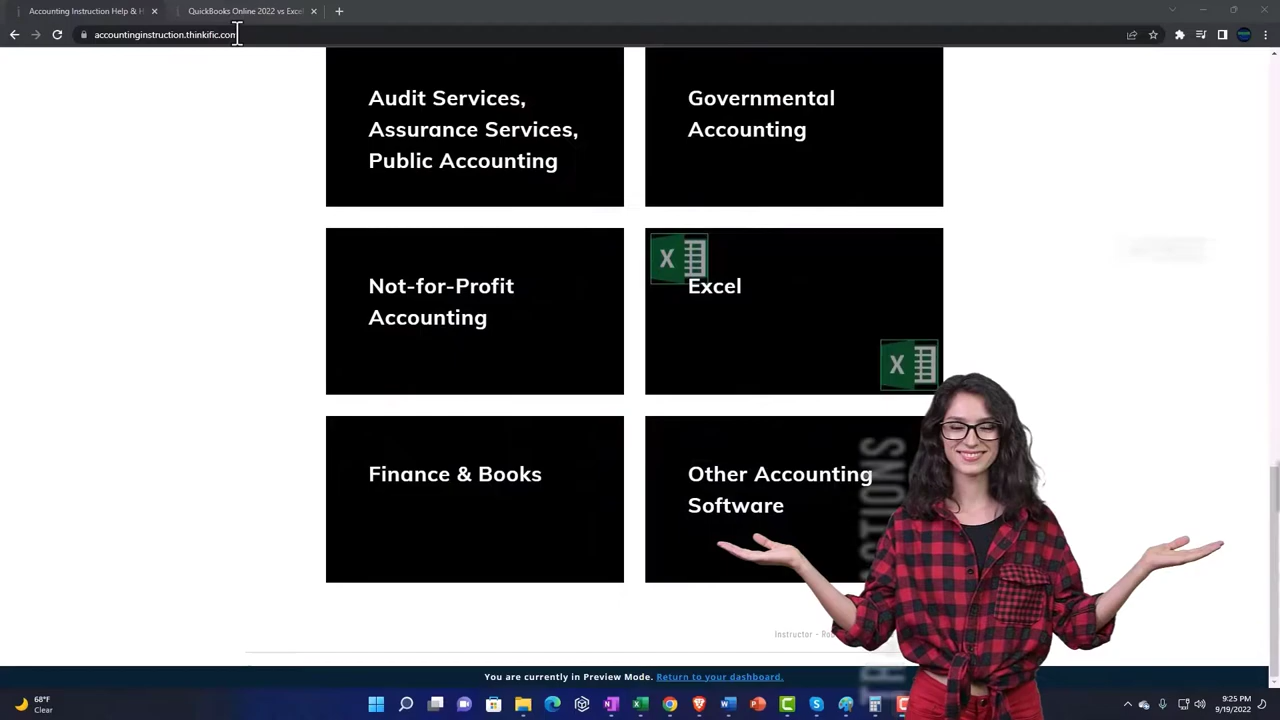 Accounting Instruction Help & H
QuickBooks Online 2022 vs Excel
accountinginstruction.thinkific.com
Audit Services,
Assurance Services,
Public Accounting
Governmental
Accounting
Not-for-Profit
Accounting
X
Excel
X
Finance & Books
Other Accounting
Software
Instructor -
You are currently in Preview Mode. Return to your dashboard.
68°F
Clear
9:25 PM
9/19/2022